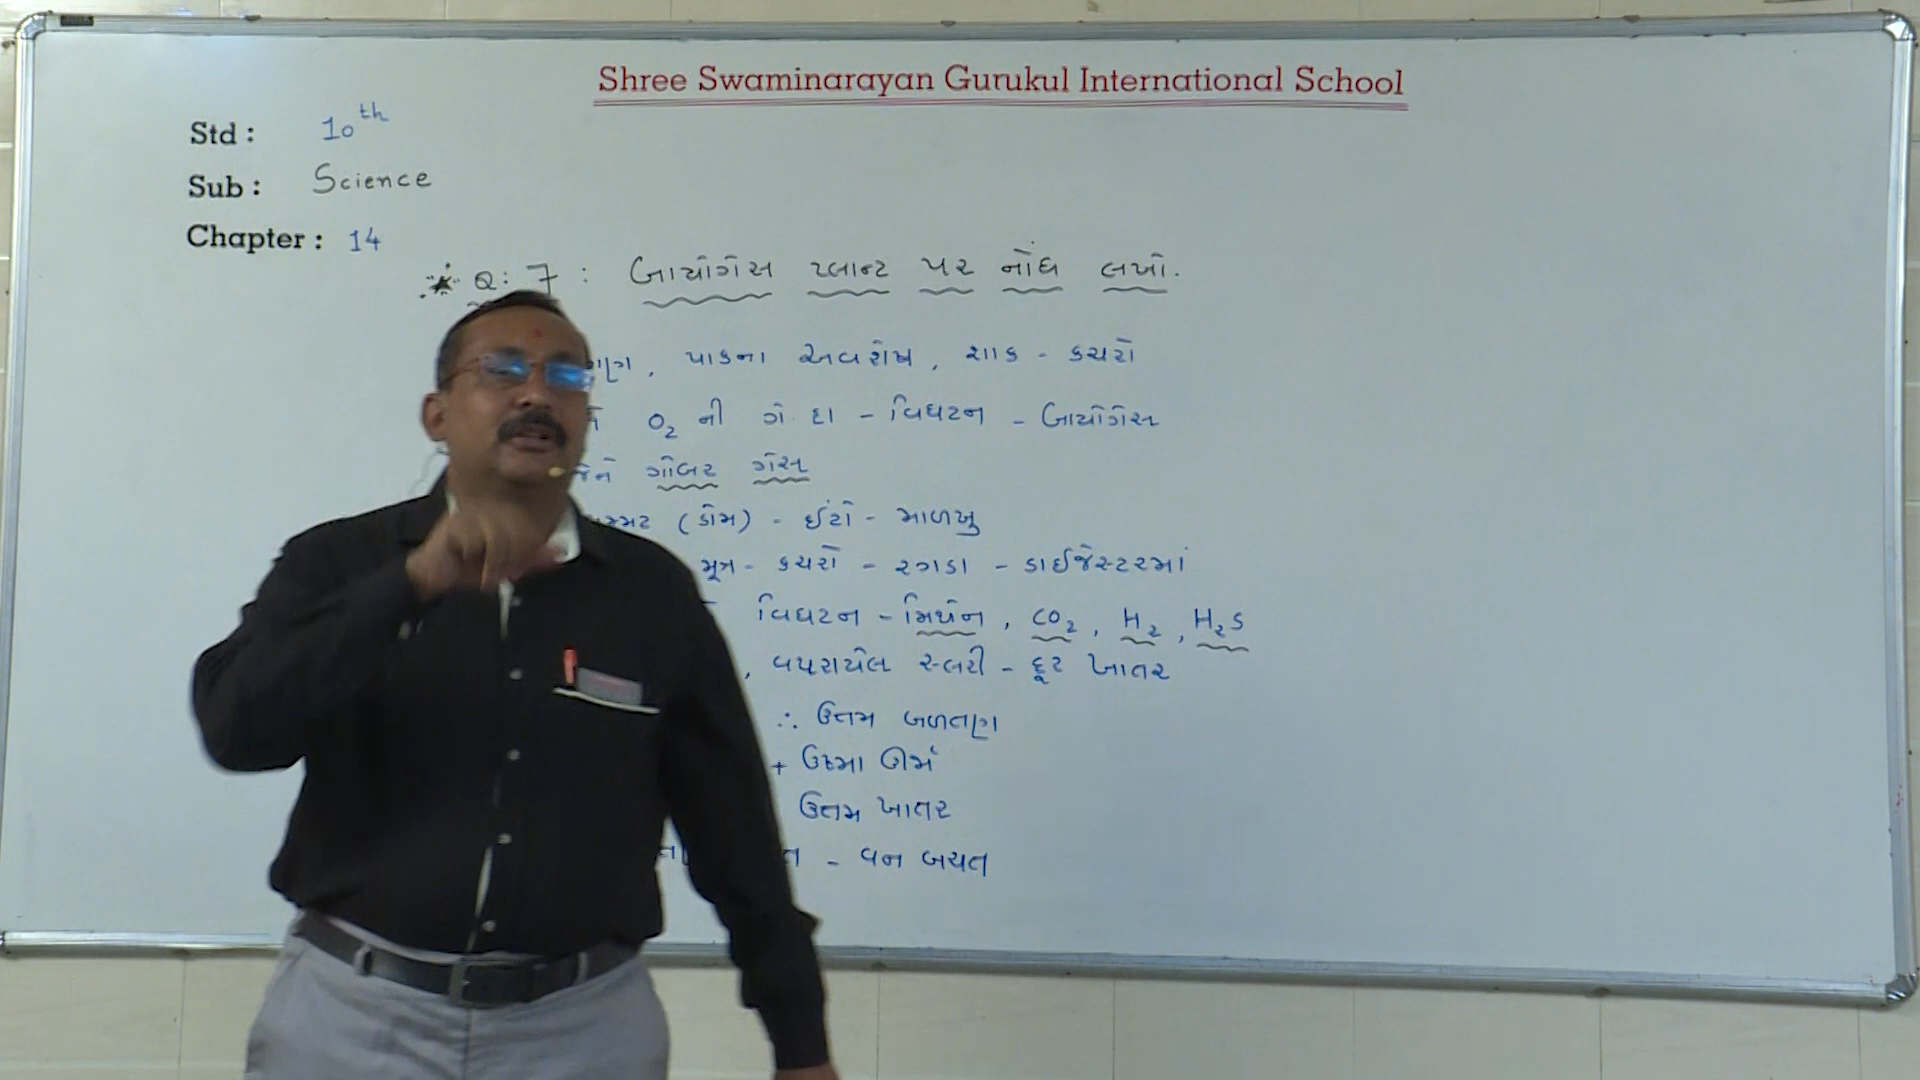 Shree Swaminarayan Gurukul International School
Std : 10th
Sub : Science
Chapter : 14
Q: 7 : બાયોગેસ પ્લાન્ટ પર નોંધ લખો.
, પાકના અવશેષ , શાક - કચરો
O2 ની ગે.હા - વિઘટન - બાયોગેસ
ગોબર ગેસ
(ડોમ) - ઈંટો - માળખુ
મૂત્ર - કચરો - રગડા - ડાઈજેસ્ટરમાં
વિઘટન - મિથેન , CO2 , H2 , H2S
, વપરાયેલ સ્લરી - ખાતર
∴ ઉત્તમ બળતણ
+ ઉષ્મા ઊર્જા
ઉત્તમ ખાતર
- વન બચત